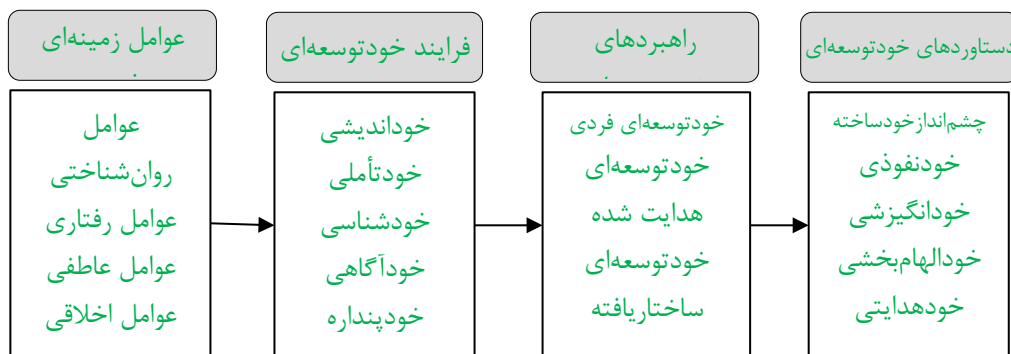 عوامل زمینه‌ای
عوامل
روان‌شناختی
عوامل رفتاری
عوامل عاطفی
عوامل اخلاقی
فرایند خودتوسعه‌ای
خوداندیشی
خودتأملی
خودشناسی
خودآگاهی
خودپنداره
راهبردهای
خودتوسعه‌ای فردی
خودتوسعه‌ای
هدایت شده
خودتوسعه‌ای
ساختاریافته
دستاوردهای خودتوسعه‌ای
چشم‌اندازخودساخته
خودنفوذی
خودانگیزشی
خودالهام‌بخشی
خودهدایتی